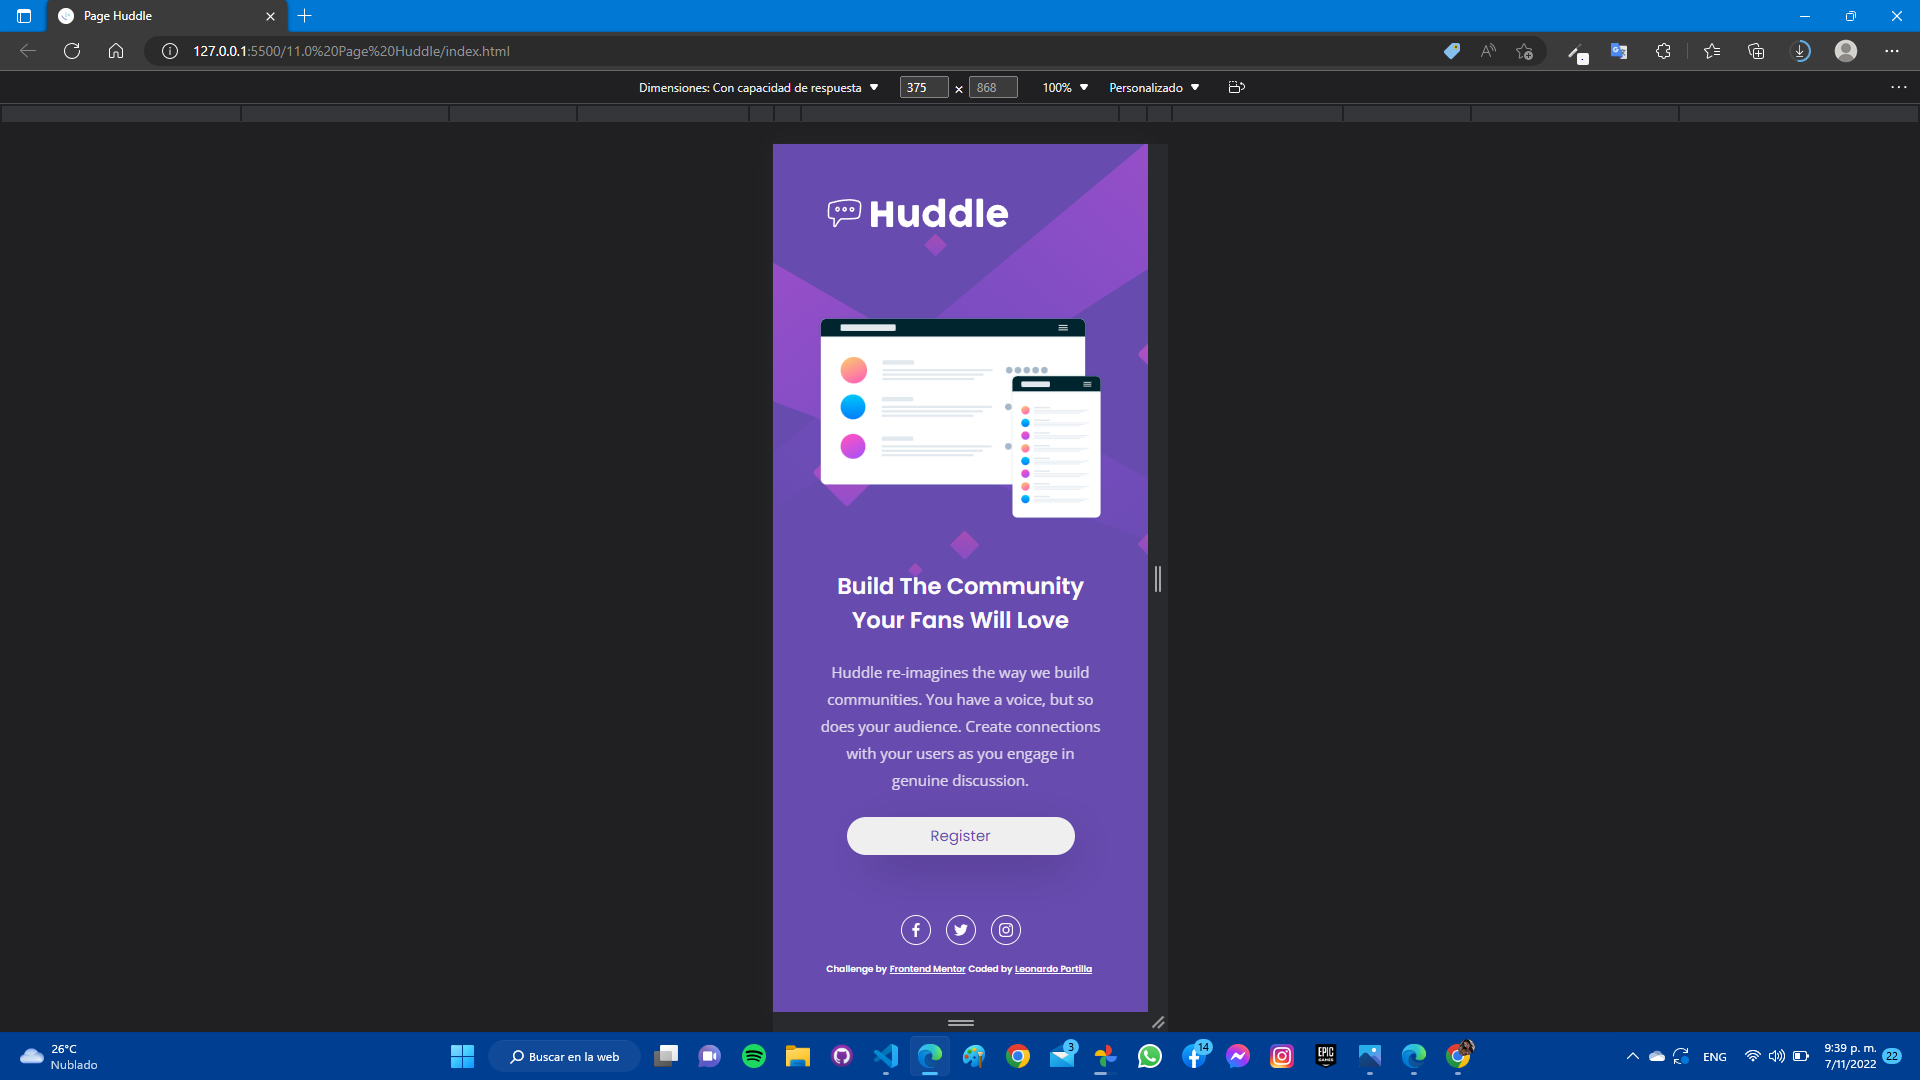 Page Huddle
127.0.0.1:5500/11.0%20Page%20Huddle/index.html
Dimensiones: Con capacidad de respuesta 375 × 868 100% Personalizado
Huddle
Build The Community
Your Fans Will Love
Huddle re-imagines the way we build
communities. You have a voice, but so
does your audience. Create connections
with your users as you engage in
genuine discussion.
Register
Challenge by Frontend Mentor Coded by Leonardo Portilla
26°C
Nublado
Buscar en la web
3
14
EPIC
GAMES
ENG
9:39 p. m.
7/11/2022
22